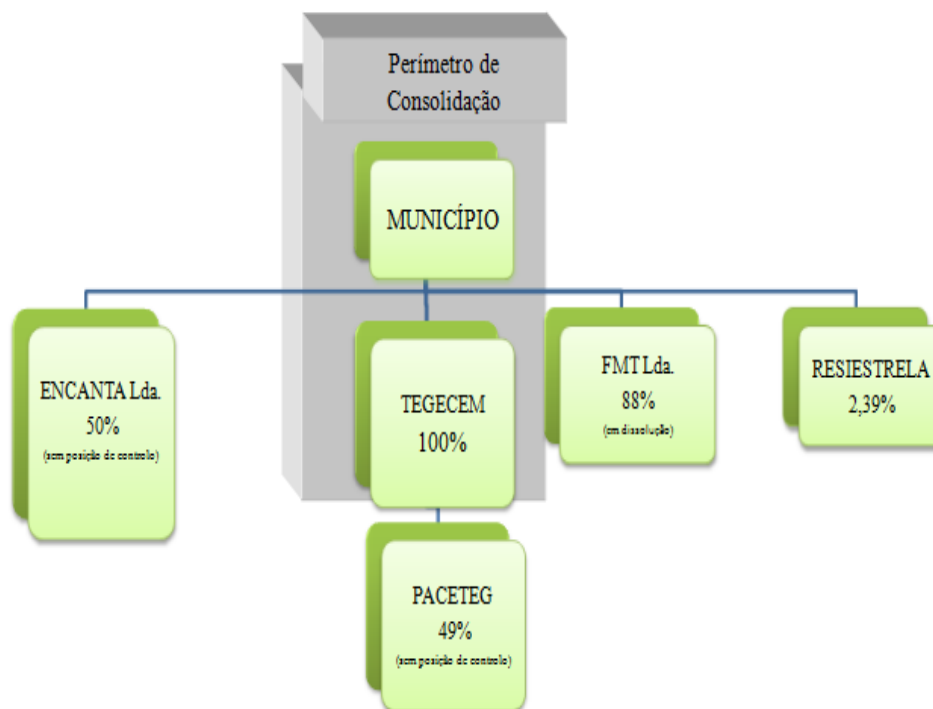 Perímetro de
Consolidação
MUNICÍPIO
ENCANTA Lda.
50%
(sem posição de controlo)
TEGECEM
100%
FMT Lda.
88%
(em dissolução)
RESIESTRELA
2,39%
PACETEG
49%
(sem posição de controlo)